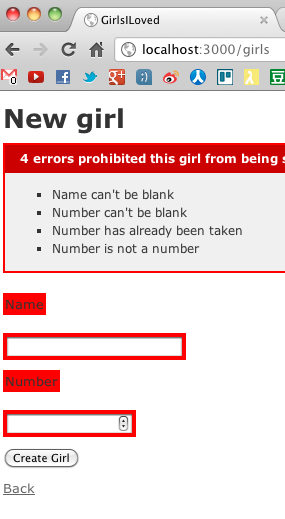 GirlsILoved
localhost:3000/girls
New girl
4 errors prohibited this girl from being
Name can't be blank
Number can't be blank
Number has already been taken
Number is not a number
Name
Number
Create Girl
Back